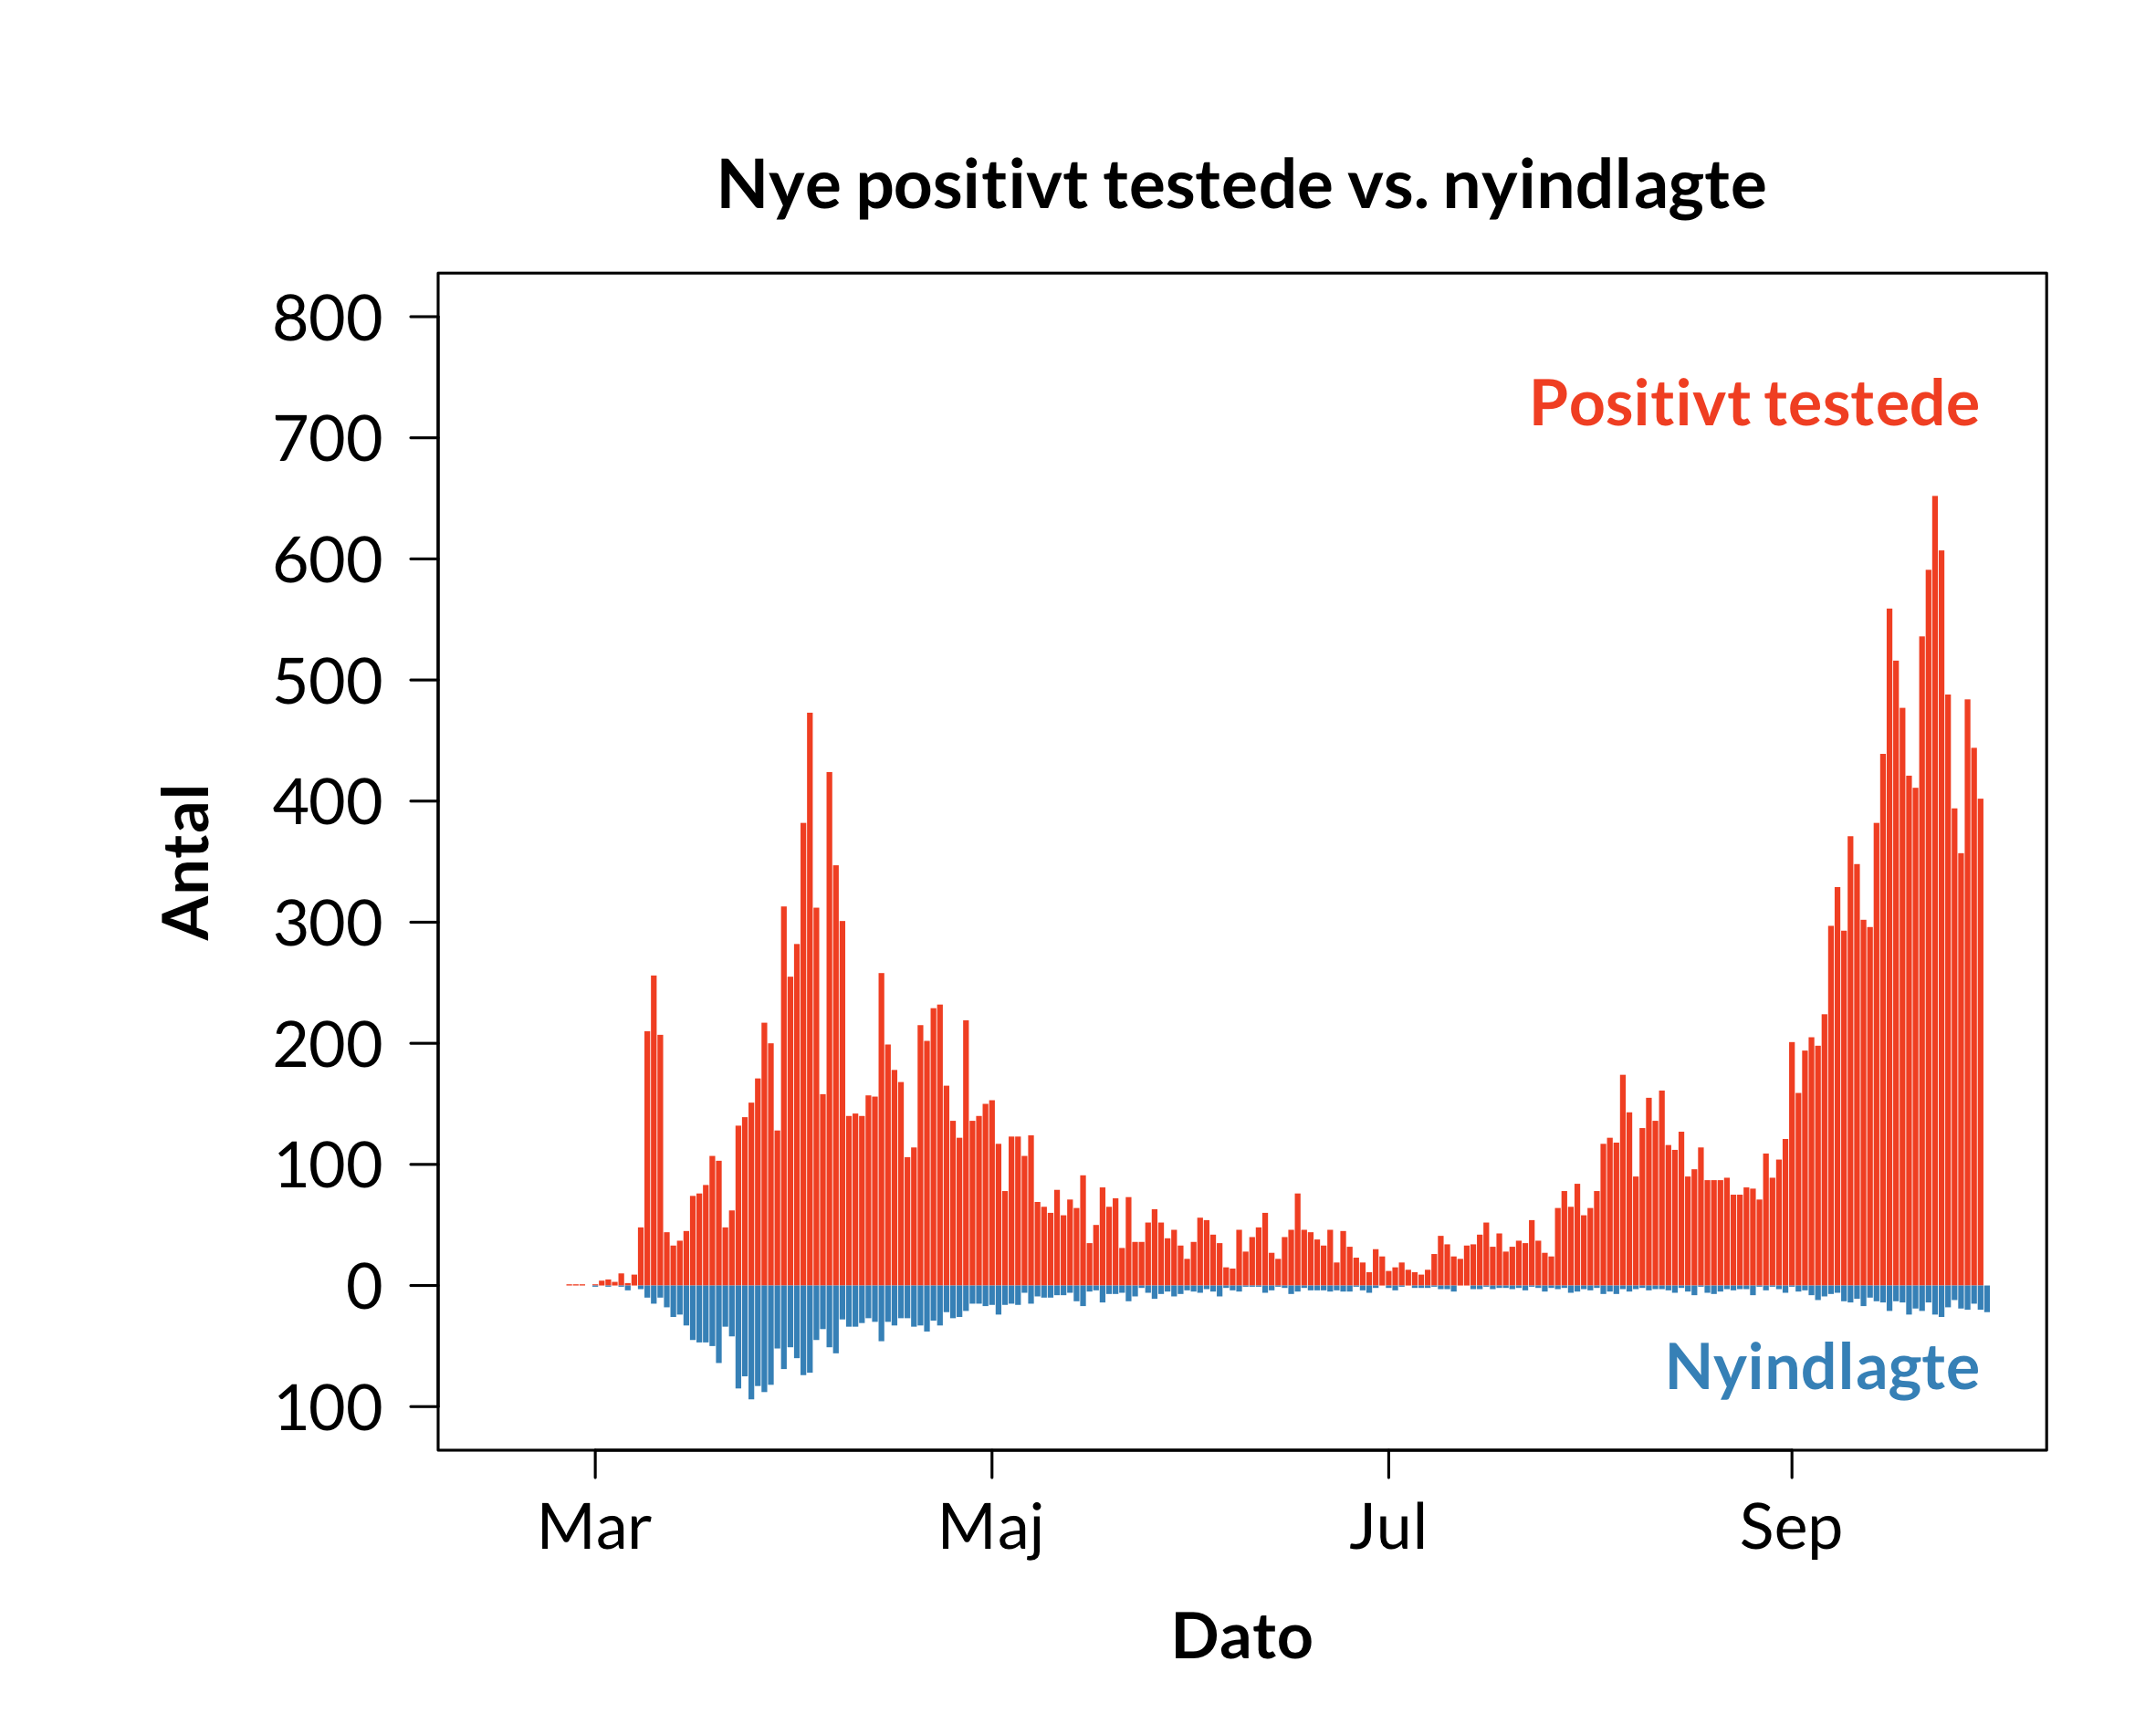 Nye positivt testede vs. nyindlagte
800
700
600
500
400
300
200
100
0
100
Antal
Positivt testede
Nyindlagte
Mar Maj Jul Sep
Dato